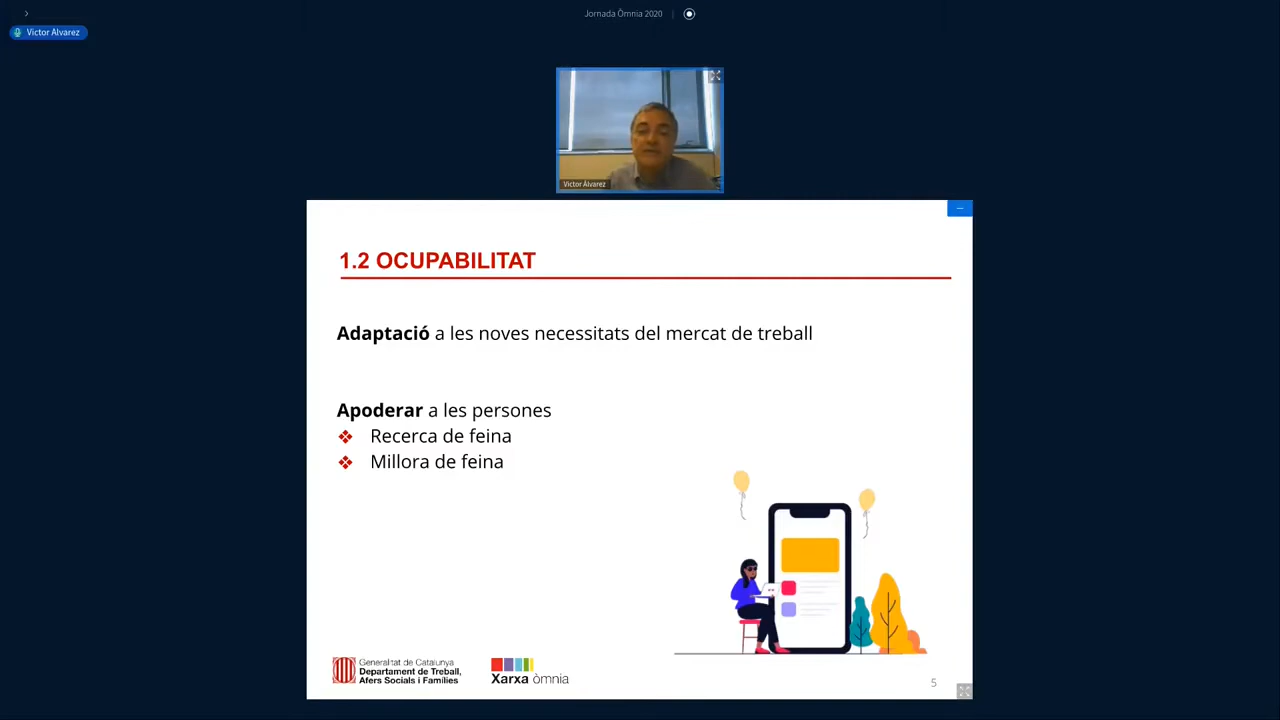 Jornada Òmnia 2020
Victor Alvarez
Victor Álvarez
1.2 OCUPABILITAT
Adaptació a les noves necessitats del mercat de treball
Apoderar a les persones
❖ Recerca de feina
❖ Millora de feina
Generalitat de Catalunya
Departament de Treball,
Afers Socials i Famílies
Xarxa òmnia
5